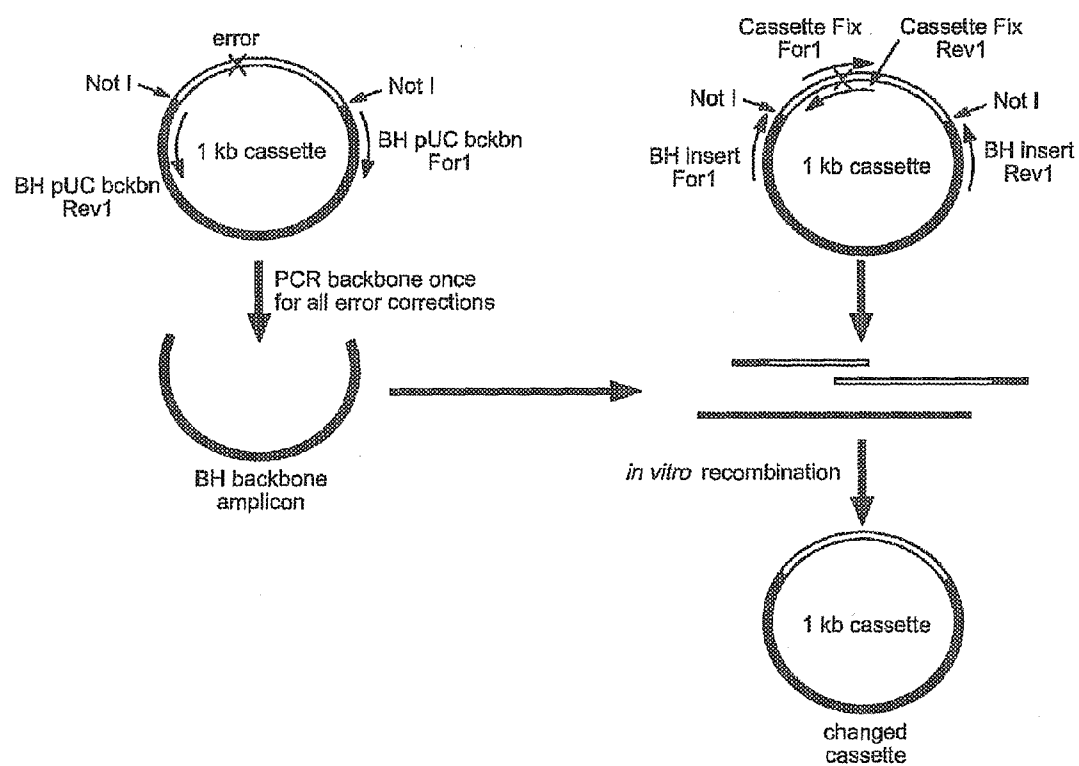 error
Not I
Not I
1 kb cassette
BH pUC bckbn
For1
BH pUC bckbn
Rev1
PCR backbone once
for all error corrections
BH backbone
amplicon
Cassette Fix
For1
Cassette Fix
Rev1
Not I
Not I
BH insert
For1
1 kb cassette
BH insert
Rev1
in vitro recombination
1 kb cassette
changed
cassette